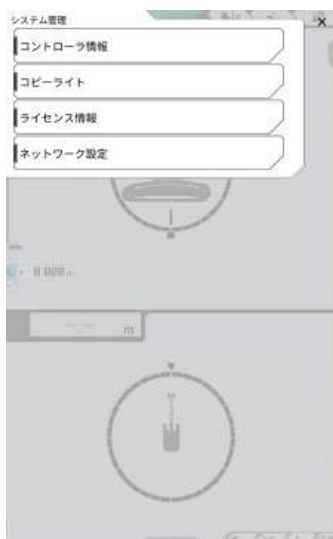 システム管理
×
コントローラ情報
コピーライト
ライセンス情報
ネットワーク設定
m